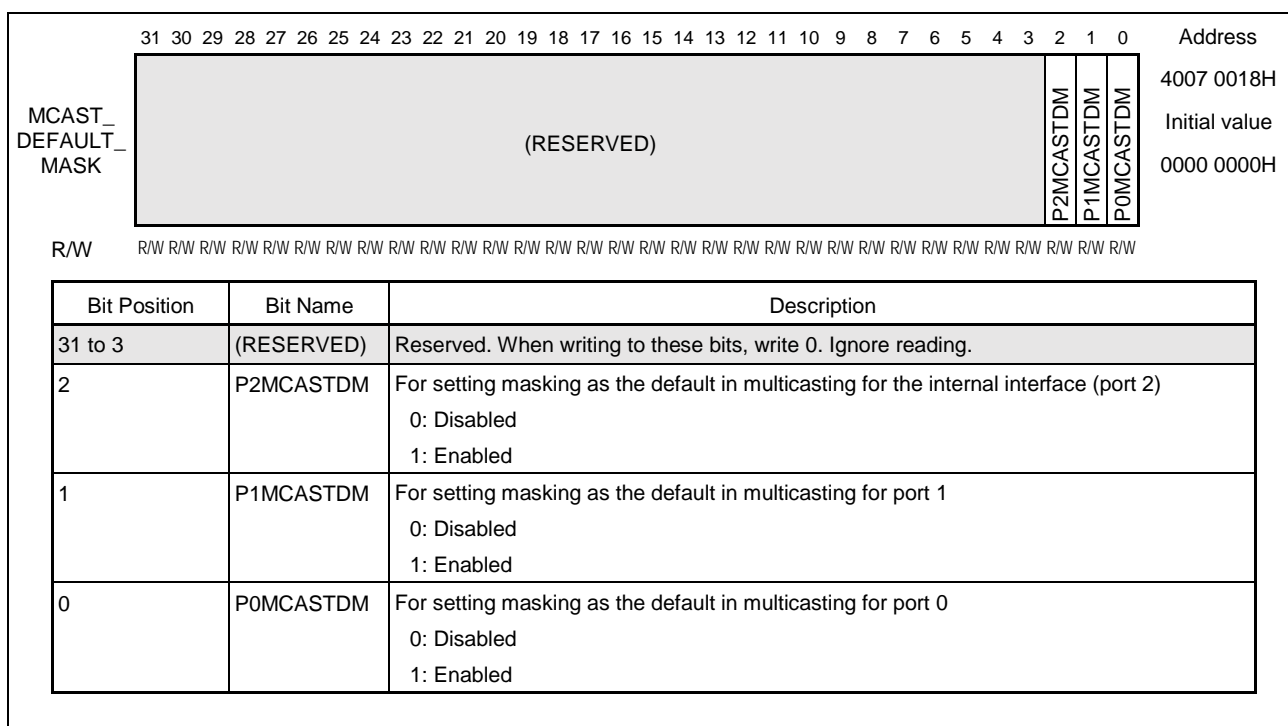 31 30 29 28 27 26 25 24 23 22 21 20 19 18 17 16 15 14 13 12 11 10 9 8 7 6 5 4 3 2 1 0 Address
MCAST_
DEFAULT_
MASK
(RESERVED)
P2MCASTDM
P1MCASTDM
P0MCASTDM
4007 0018H
Initial value
0000 0000H
R/W R/W R/W R/W R/W R/W R/W R/W R/W R/W R/W R/W R/W R/W R/W R/W R/W R/W R/W R/W R/W R/W R/W R/W R/W R/W R/W R/W R/W R/W R/W R/W R/W
Bit Position Bit Name Description
31 to 3 (RESERVED) Reserved. When writing to these bits, write 0. Ignore reading.
2 P2MCASTDM For setting masking as the default in multicasting for the internal interface (port 2)
0: Disabled
1: Enabled
1 P1MCASTDM For setting masking as the default in multicasting for port 1
0: Disabled
1: Enabled
0 P0MCASTDM For setting masking as the default in multicasting for port 0
0: Disabled
1: Enabled